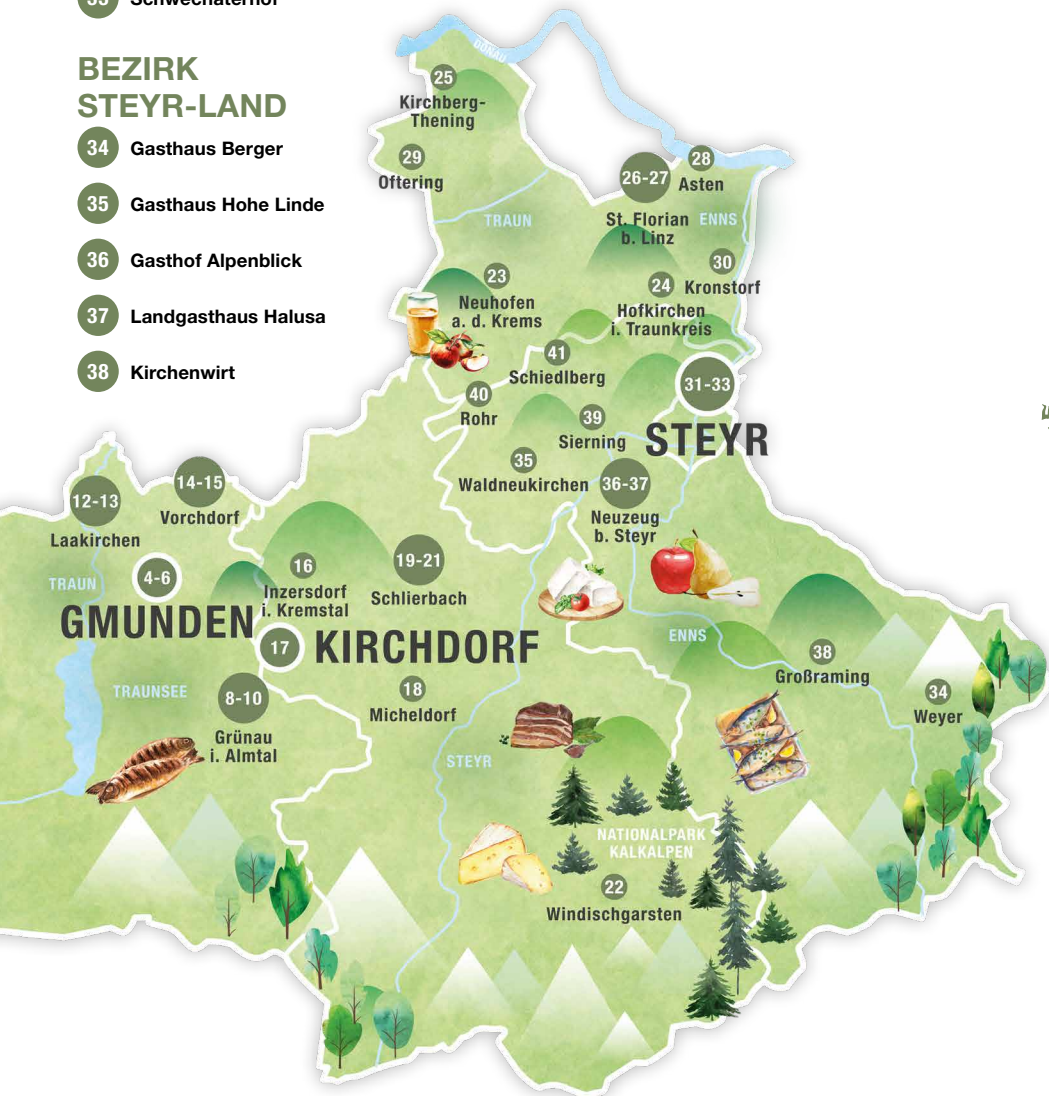 33 Schwechaterhof
BEZIRK
STEYR-LAND
34 Gasthaus Berger
35 Gasthaus Hohe Linde
36 Gasthof Alpenblick
37 Landgasthaus Halusa
38 Kirchenwirt
DONAU
25
Kirchberg-
Thening
29
Oftering
28
Asten
26-27
St. Florian
b. Linz
TRAUN
ENNS
30
Kronstorf
23
Neuhofen
a. d. Krems
24
Hofkirchen
i. Traunkreis
41
Schiedlberg
31-33
STEYR
40
Rohr
39
Sierning
35
Waldneukirchen
36-37
Neuzeug
b. Steyr
12-13
Laakirchen
14-15
Vorchdorf
TRAUN
4-6
GMUNDEN
16
Inzersdorf
i. Kremstal
19-21
Schlierbach
17
KIRCHDORF
ENNS
38
Großraming
34
Weyer
TRAUNSEE
8-10
Grünau
i. Almtal
18
Micheldorf
STEYR
NATIONALPARK
KALKALPEN
22
Windischgarsten